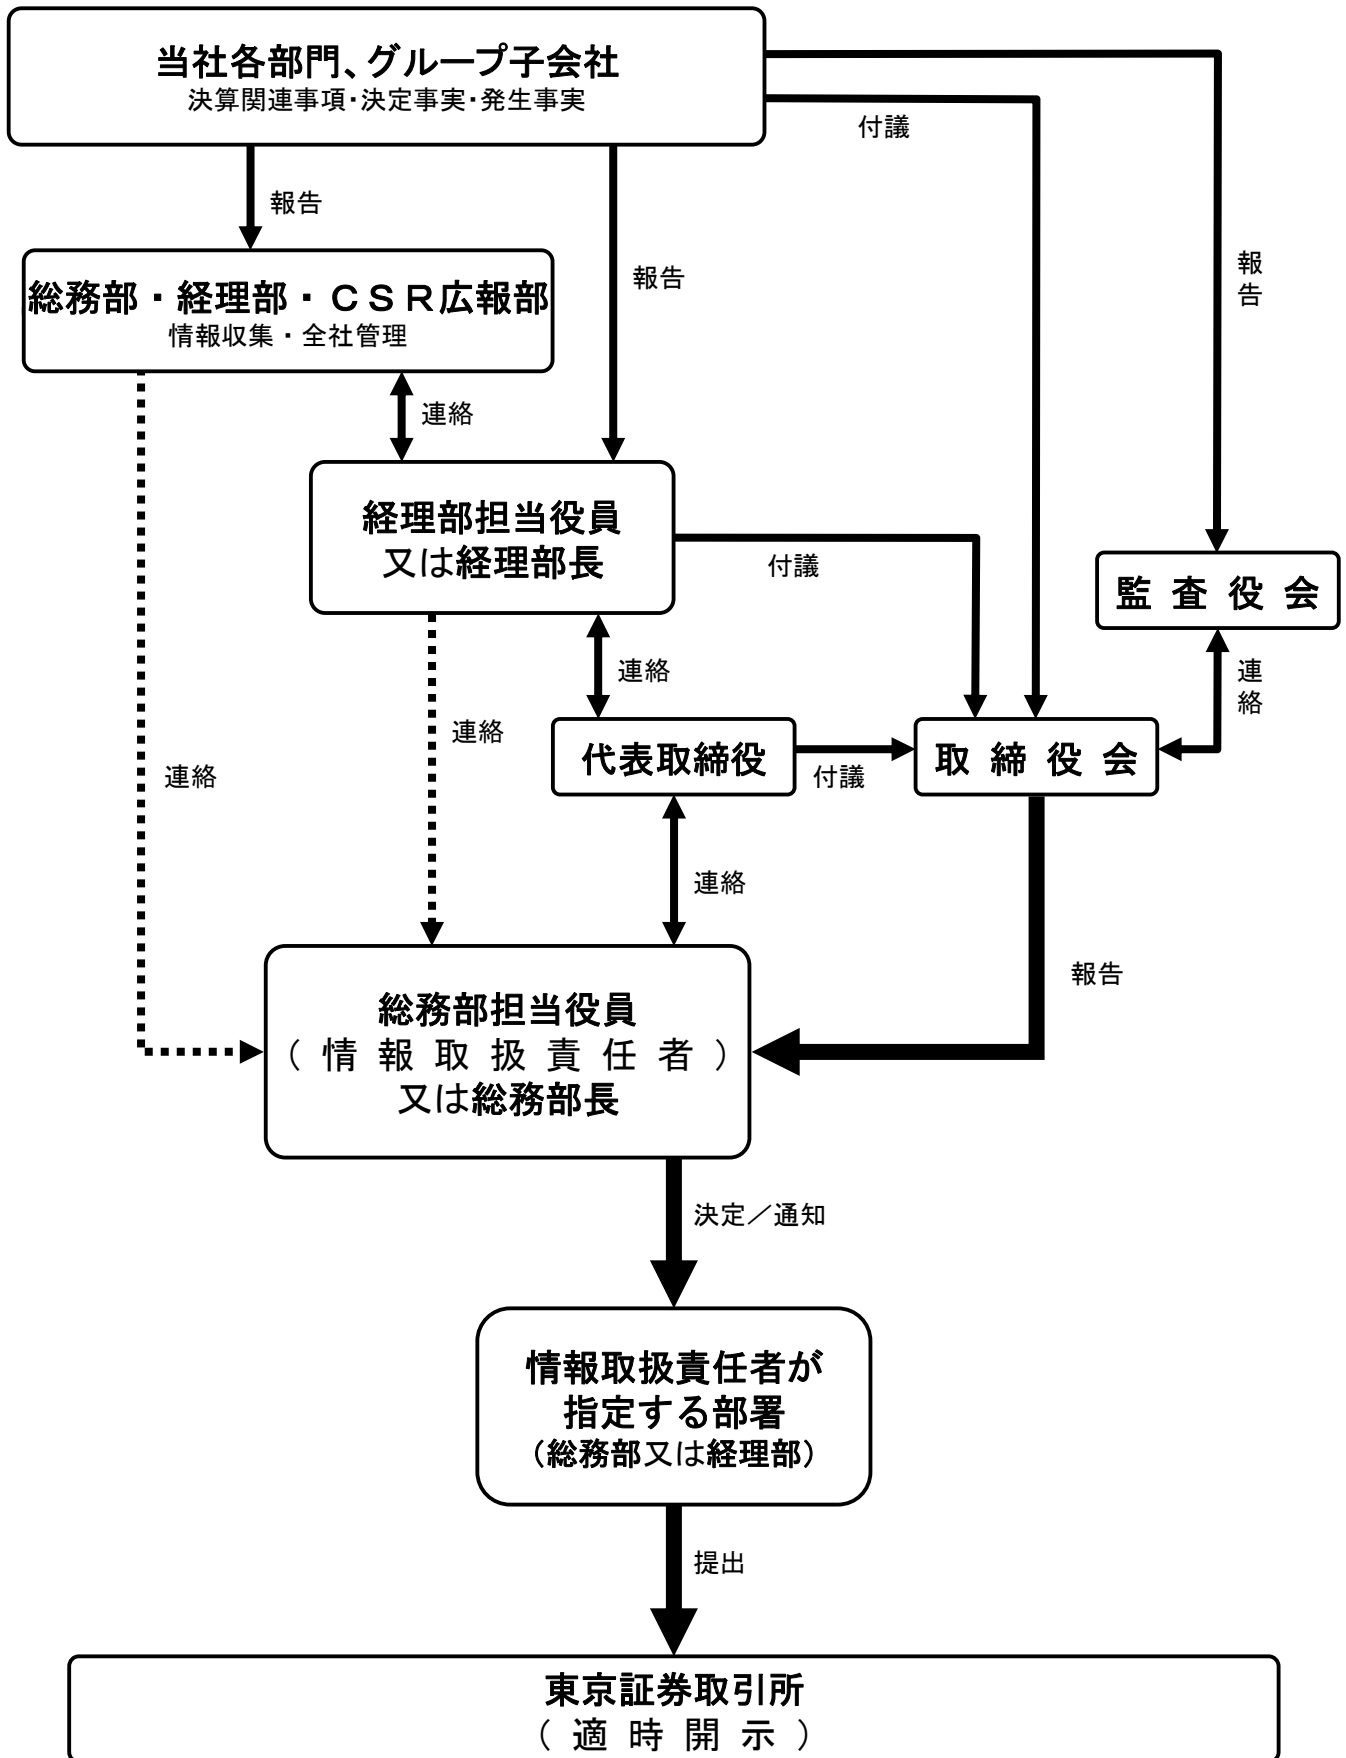 当社各部門、グループ子会社
決算関連事項・決定事実・発生事実
付議
報告
総務部・経理部・ＣＳＲ広報部
情報収集・全社管理
報告
報告
連絡
経理部担当役員
又は経理部長
付議
監査役会
連絡
連絡
連絡
代表取締役
付議
取締役会
連絡
連絡
総務部担当役員
（情報取扱責任者）
又は総務部長
報告
決定／通知
情報取扱責任者が
指定する部署
（総務部又は経理部）
提出
東京証券取引所
（適時開示）